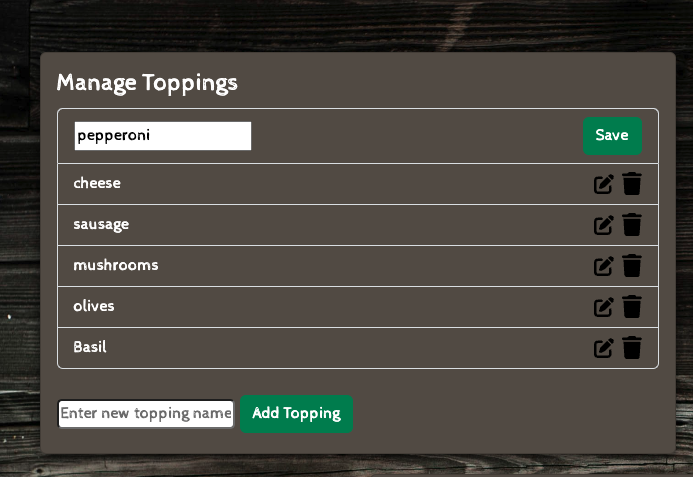 Manage Toppings
pepperoni Save
cheese
sausage
mushrooms
olives
Basil
Enter new topping name Add Topping